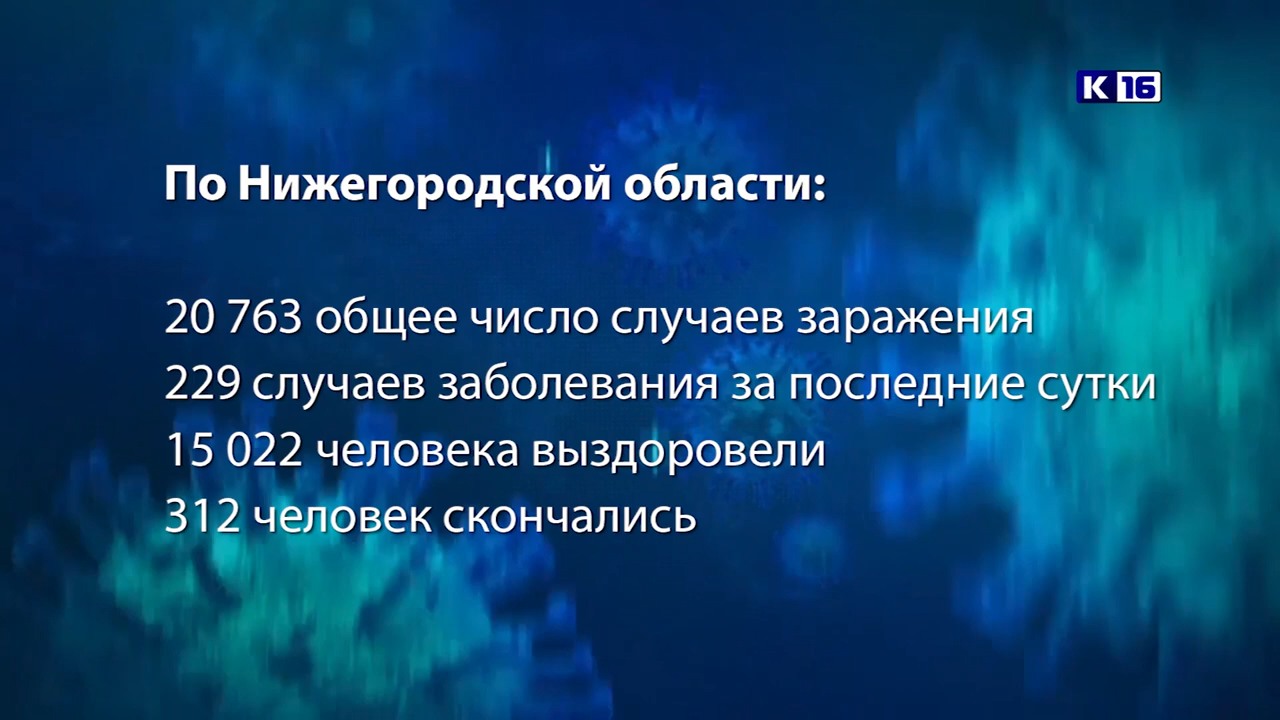 К 16
По Нижегородской области:
20 763 общее число случаев заражения
229 случаев заболевания за последние сутки
15 022 человека выздоровели
312 человек скончались